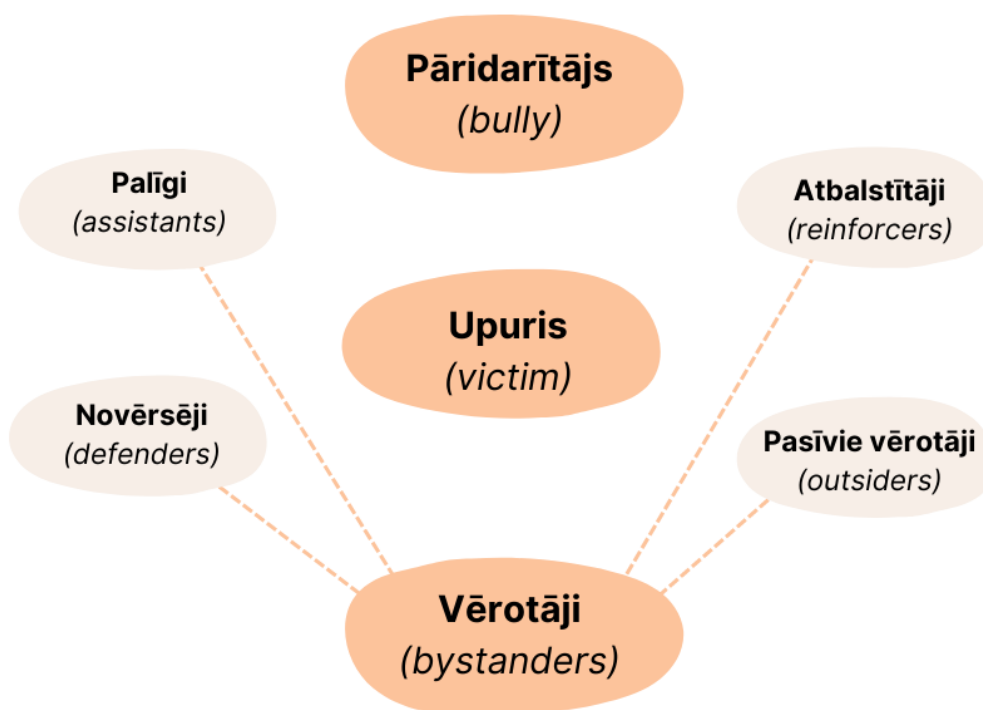 Pāridarītājs
(bully)
Palīgi
(assistants)
Atbalstītāji
(reinforcers)
Upuris
(victim)
Novērsēji
(defenders)
Pasīvie vērotāji
(outsiders)
Vērotāji
(bystanders)